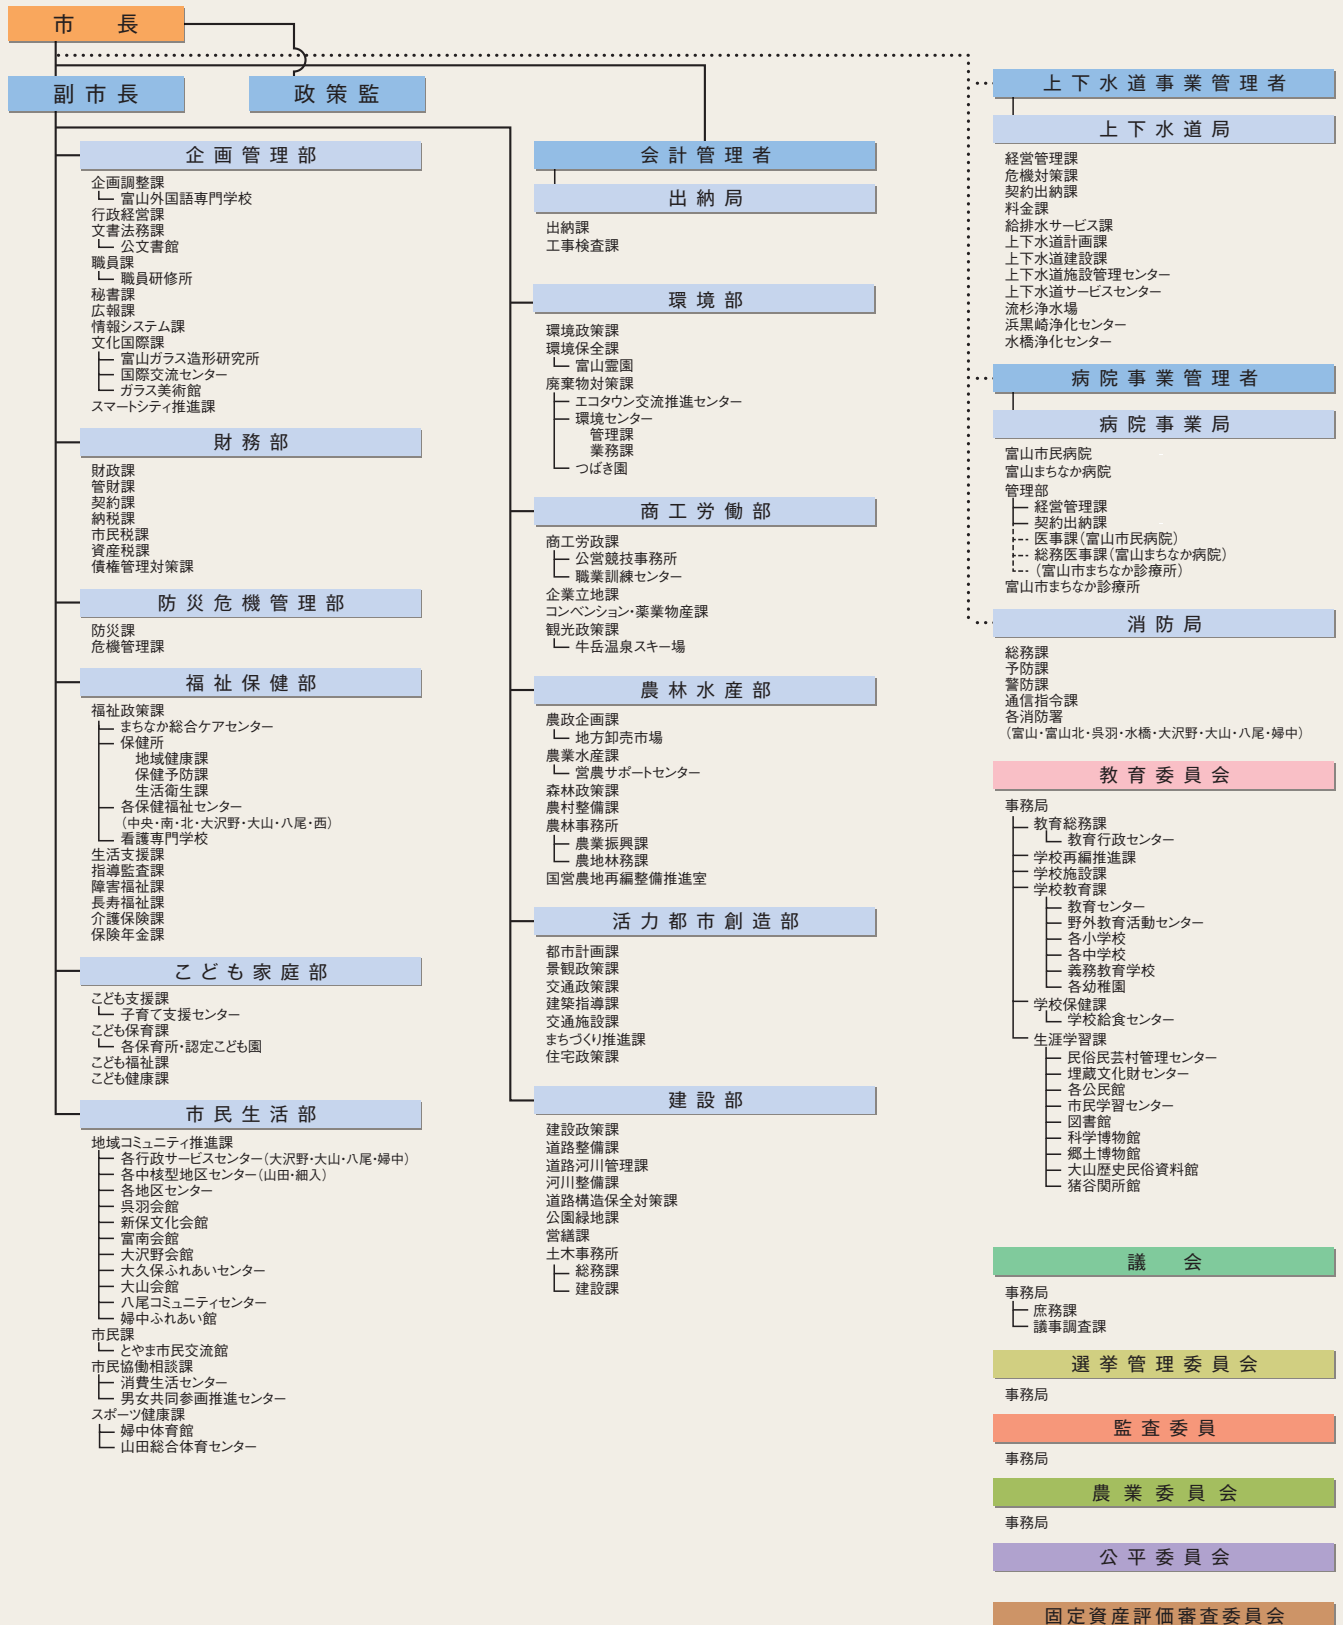 市　長
副市長
政策監
企画管理部
企画調整課
富山外国語専門学校
行政経営課
文書法務課
公文書館
職員課
職員研修所
秘書課
広報課
情報システム課
文化国際課
富山ガラス造形研究所
国際交流センター
ガラス美術館
スマートシティ推進課
財務部
財政課
管財課
契約課
納税課
市民税課
資産税課
債権管理対策課
防災危機管理部
防災課
危機管理課
福祉保健部
福祉政策課
まちなか総合ケアセンター
保健所
地域健康課
保健予防課
生活衛生課
各保健福祉センター
（中央・南・北・大沢野・大山・八尾・西）
看護専門学校
生活支援課
指導監査課
障害福祉課
長寿福祉課
介護保険課
保険年金課
こども家庭部
こども支援課
子育て支援センター
こども保育課
各保育所・認定こども園
こども福祉課
こども健康課
市民生活部
地域コミュニティ推進課
各行政サービスセンター（大沢野・大山・八尾・婦中）
各中核型地区センター（山田・細入）
各地区センター
呉羽会館
新保文化会館
富南会館
大沢野会館
大久保ふれあいセンター
大山会館
八尾コミュニティセンター
婦中ふれあい館
市民課
とやま市民交流館
市民協働相談課
消費生活センター
男女共同参画推進センター
スポーツ健康課
婦中体育館
山田総合体育センター
会計管理者
出納局
出納課
工事検査課
環境部
環境政策課
環境保全課
富山霊園
廃棄物対策課
エコタウン交流推進センター
環境センター
管理課
業務課
つばき園
商工労働部
商工労政課
公営競技事務所
職業訓練センター
企業立地課
コンベンション・薬業物産課
観光政策課
牛岳温泉スキー場
農林水産部
農政企画課
地方卸売市場
農業水産課
営農サポートセンター
森林政策課
農村整備課
農林事務所
農業振興課
農地林務課
国営農地再編整備推進室
活力都市創造部
都市計画課
景観政策課
交通政策課
建築指導課
交通施設課
まちづくり推進課
住宅政策課
建設部
建設政策課
道路整備課
道路河川管理課
河川整備課
道路構造保全対策課
公園緑地課
営繕課
土木事務所
総務課
建設課
上下水道事業管理者
上下水道局
経営管理課
危機対策課
契約出納課
料金課
給排水サービス課
上下水道計画課
上下水道建設課
上下水道施設管理センター
上下水道サービスセンター
流杉浄水場
浜黒崎浄化センター
水橋浄化センター
病院事業管理者
病院事業局
富山市民病院
富山まちなか病院
管理部
経営管理課
契約出納課
医事課（富山市民病院）
総務医事課（富山まちなか病院）
（富山市まちなか診療所）
富山市まちなか診療所
消防局
総務課
予防課
警防課
通信指令課
各消防署
（富山・富山北・呉羽・水橋・大沢野・大山・八尾・婦中）
教育委員会
事務局
教育総務課
教育行政センター
学校再編推進課
学校施設課
学校教育課
教育センター
野外教育活動センター
各小学校
各中学校
義務教育学校
各幼稚園
学校保健課
学校給食センター
生涯学習課
民俗民芸村管理センター
埋蔵文化財センター
各公民館
市民学習センター
図書館
科学博物館
郷土博物館
大山歴史民俗資料館
猪谷関所館
議　会
事務局
庶務課
議事調査課
選挙管理委員会
事務局
監査委員
事務局
農業委員会
事務局
公平委員会
固定資産評価審査委員会